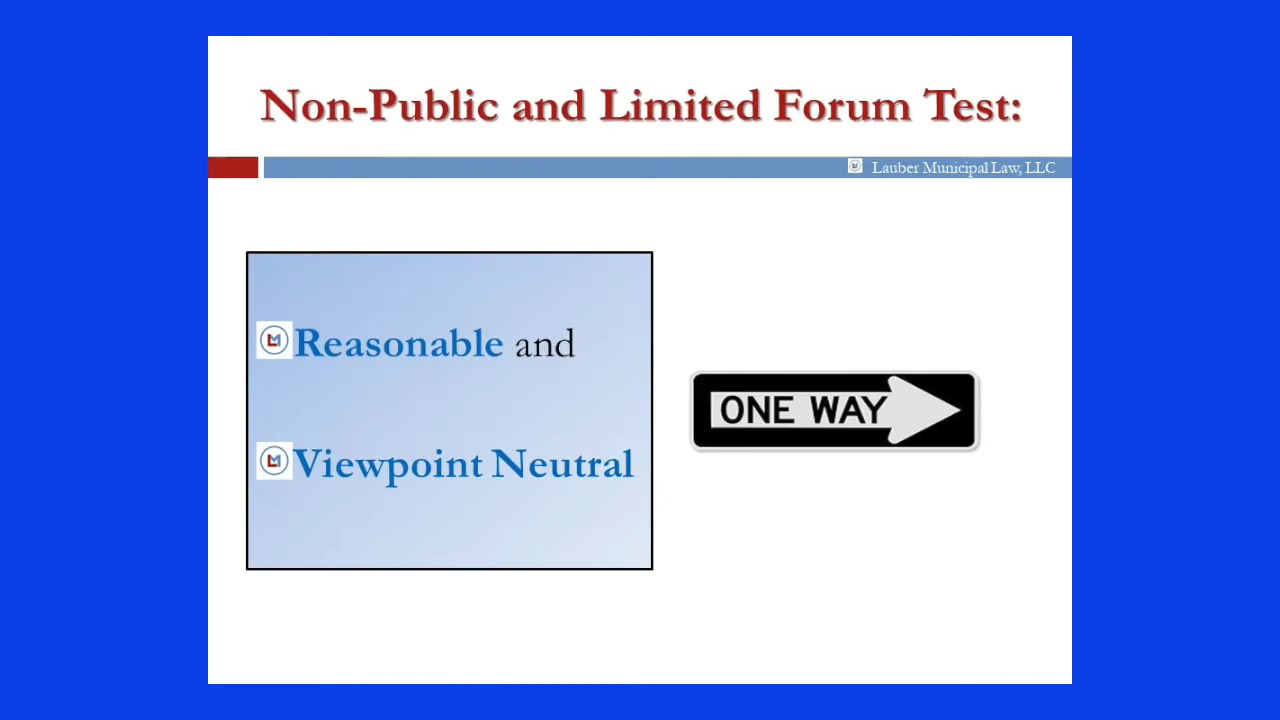 Non-Public and Limited Forum Test:
Lauber Municipal Law, LLC
Reasonable and
Viewpoint Neutral
ONE WAY